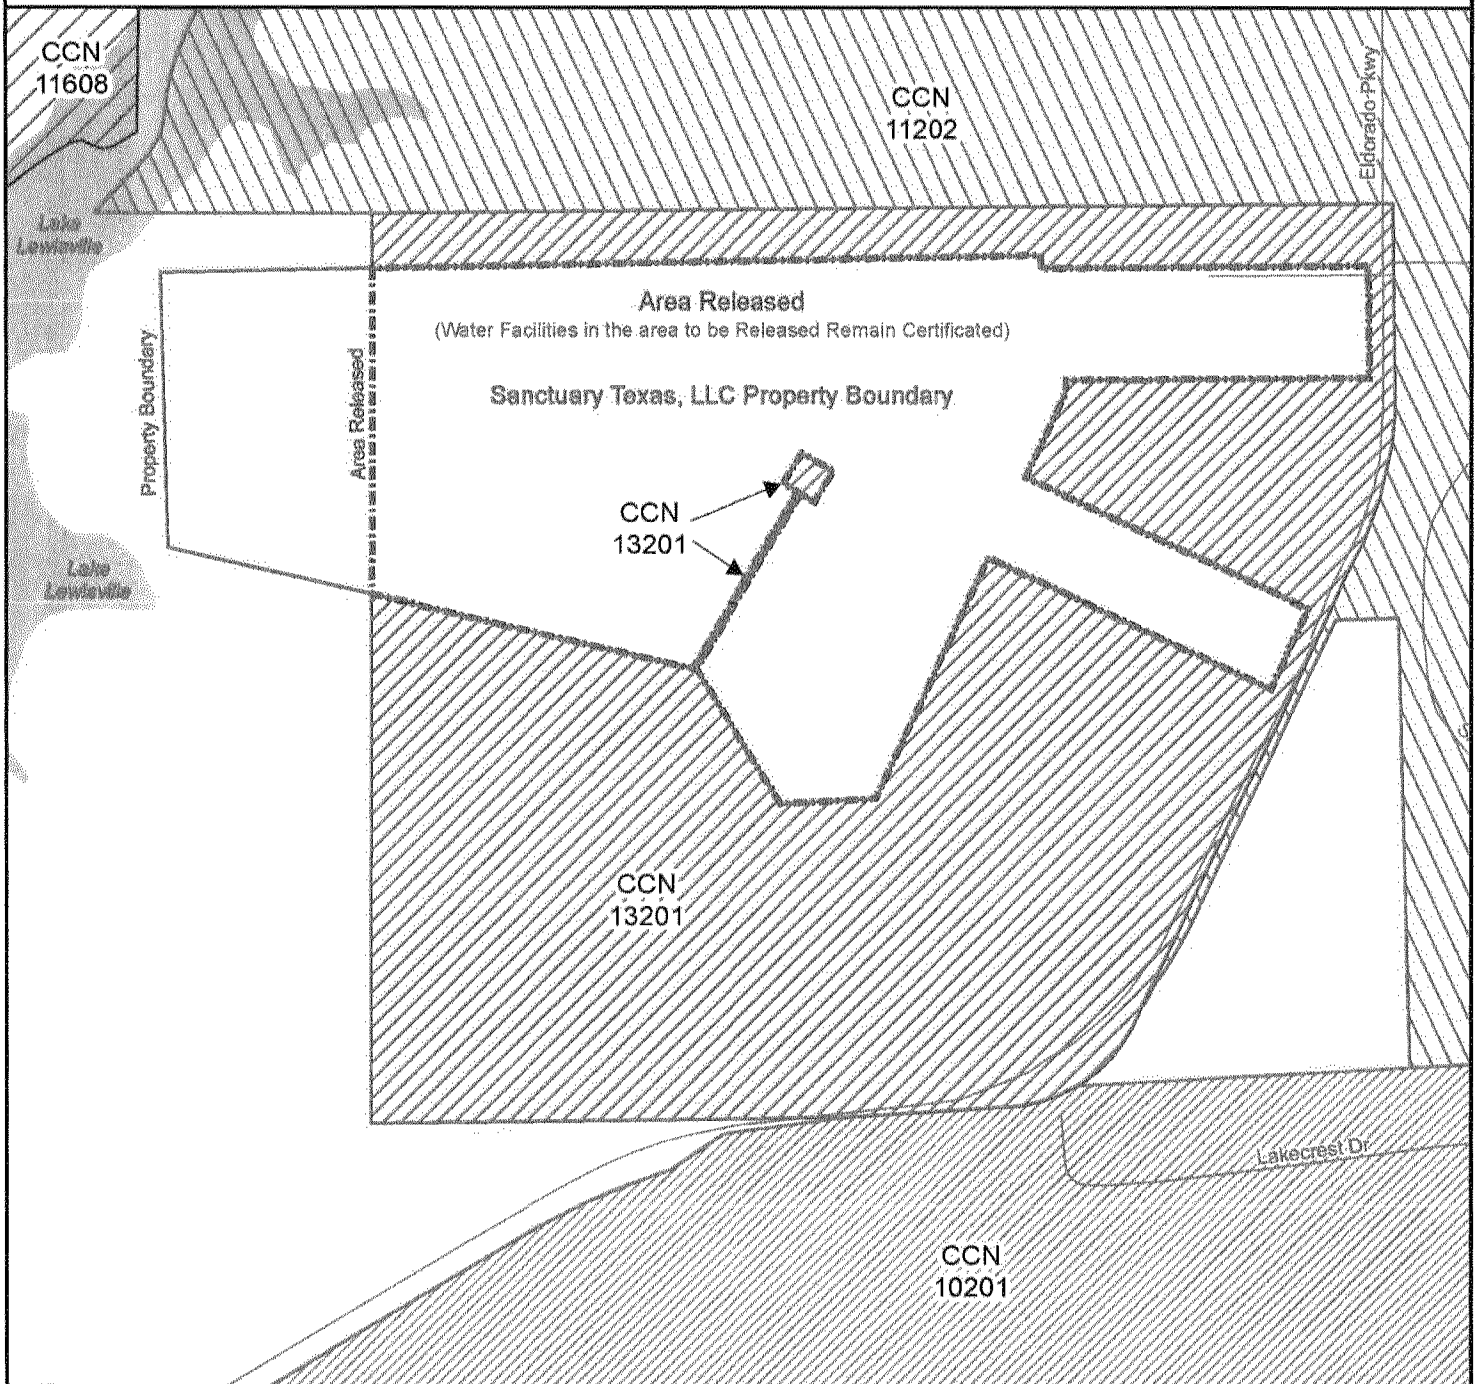 CCN
11608
CCN
11202
Eldorado Pkwy
Lake
Lewisville
Area Released
(Water Facilities in the area to be Released Remain Certificated)
Property Boundary
Area Released
Sanctuary Texas, LLC Property Boundary
CCN
13201
Lake
Lewisville
S
CCN
13201
Lakecrest Dr
CCN
10201